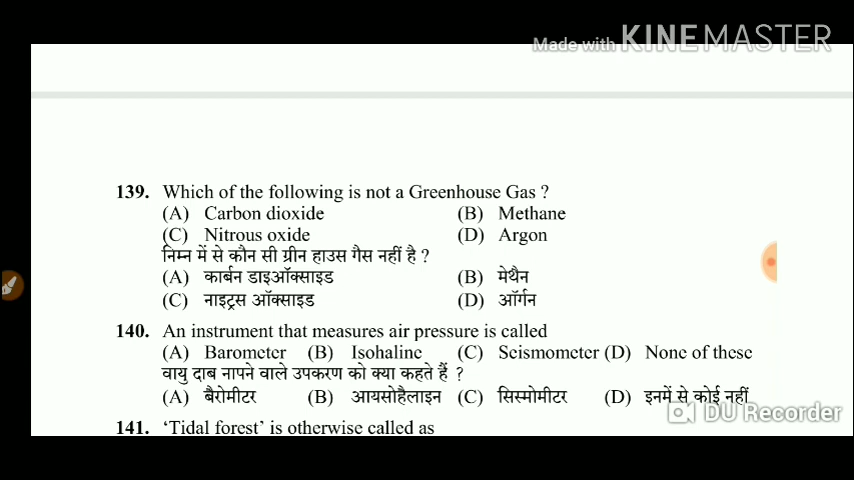 Made with KINEMASTER
139. Which of the following is not a Greenhouse Gas ?
(A) Carbon dioxide (B) Methane
(C) Nitrous oxide (D) Argon
निम्न में से कौन सी ग्रीन हाउस गैस नहीं है ?
(A) कार्बन डाइऑक्साइड (B) मेथैन
(C) नाइट्रस ऑक्साइड (D) ऑर्गन
140. An instrument that measures air pressure is called
(A) Barometer (B) Isohaline (C) Seismometer (D) None of these
वायु दाब नापने वाले उपकरण को क्या कहते हैं ?
(A) बैरोमीटर (B) आयसोहैलाइन (C) सिस्मोमीटर (D) इनमें से कोई नहीं
DU Recorder
141. ‘Tidal forest’ is otherwise called as